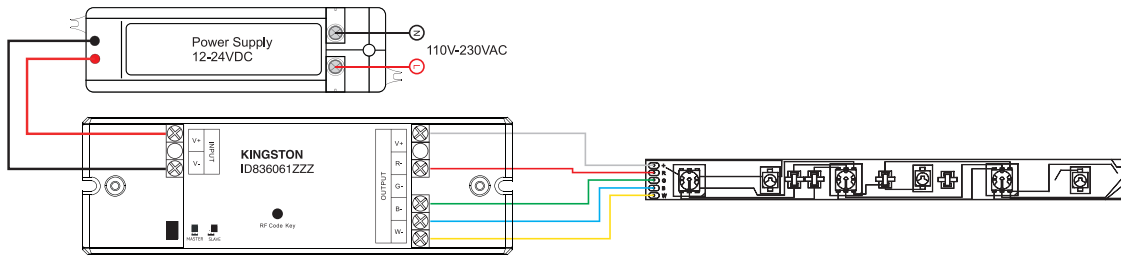 Power Supply
12-24VDC
N
L
110V-230VAC
V+
V-
INPUT
KINGSTON
ID836061ZZZ
RF Code Key
MASTER
SLAVE
OUTPUT
V+
R-
G-
B-
W-
+
R
G
B
W